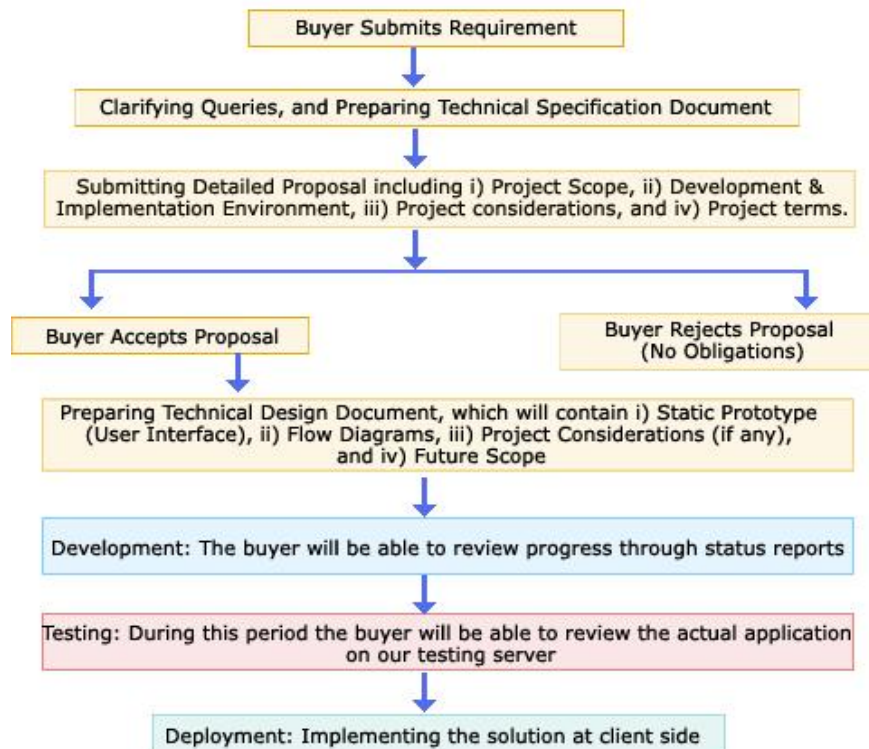 Buyer Submits Requirement
Clarifying Queries, and Preparing Technical Specification Document
Submitting Detailed Proposal including i) Project Scope, ii) Development &
Implementation Environment, iii) Project considerations, and iv) Project terms.
Buyer Accepts Proposal
Buyer Rejects Proposal
(No Obligations)
Preparing Technical Design Document, which will contain i) Static Prototype
(User Interface), ii) Flow Diagrams, iii) Project Considerations (if any),
and iv) Future Scope
Development: The buyer will be able to review progress through status reports
Testing: During this period the buyer will be able to review the actual application
on our testing server
Deployment: Implementing the solution at client side